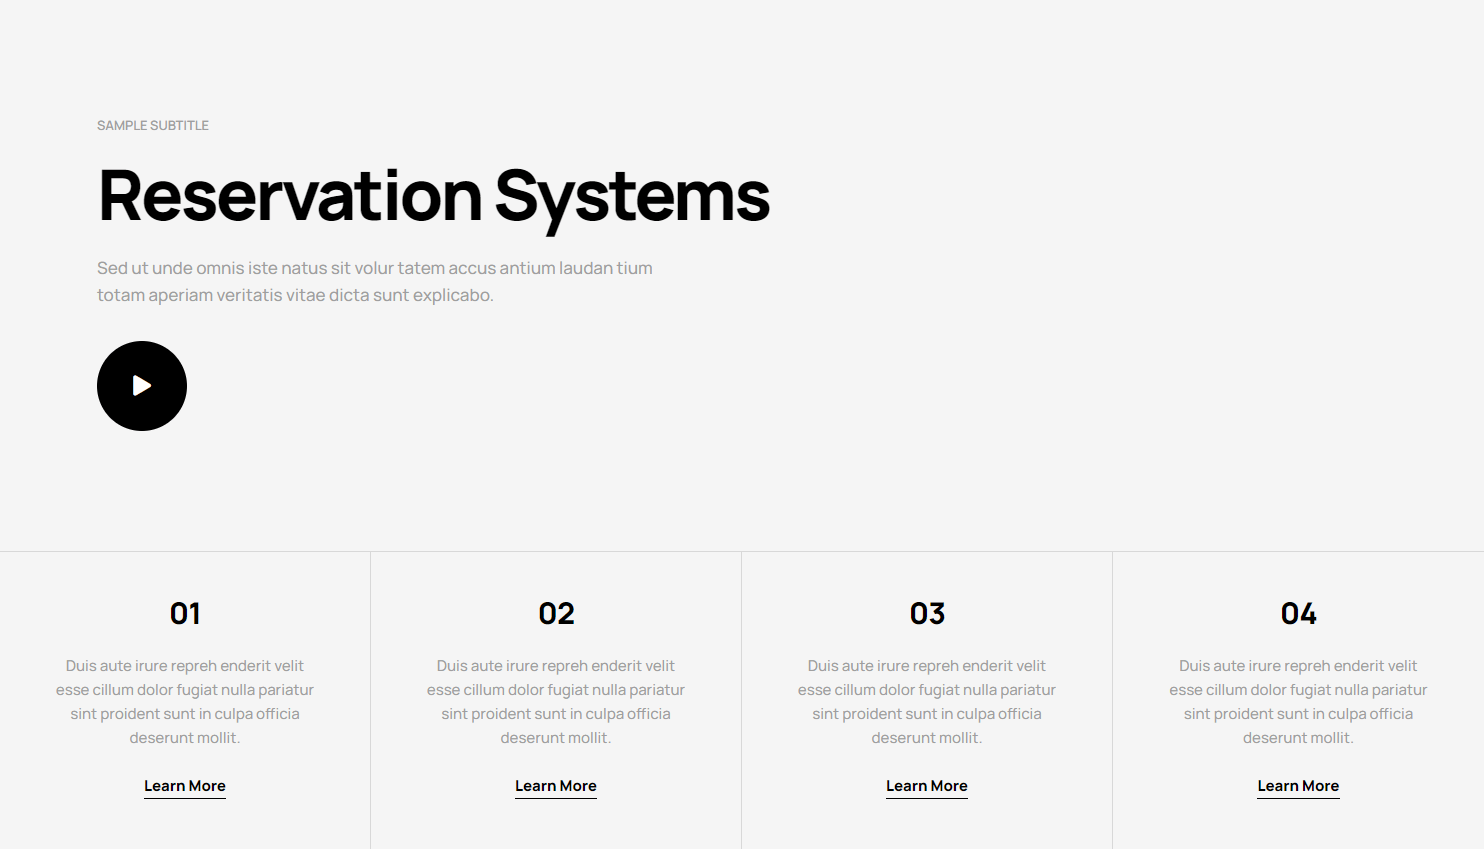 SAMPLE SUBTITLE
Reservation Systems
Sed ut unde omnis iste natus sit volur tatem accus antium laudan tium
totam aperiam veritatis vitae dicta sunt explicabo.
01
Duis aute irure repreh enderit velit
esse cillum dolor fugiat nulla pariatur
sint proident sunt in culpa officia
deserunt mollit.
Learn More
02
Duis aute irure repreh enderit velit
esse cillum dolor fugiat nulla pariatur
sint proident sunt in culpa officia
deserunt mollit.
Learn More
03
Duis aute irure repreh enderit velit
esse cillum dolor fugiat nulla pariatur
sint proident sunt in culpa officia
deserunt mollit.
Learn More
04
Duis aute irure repreh enderit velit
esse cillum dolor fugiat nulla pariatur
sint proident sunt in culpa officia
deserunt mollit.
Learn More